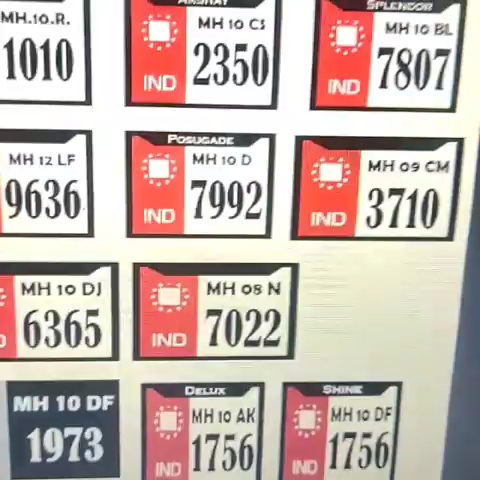 MH.10.R.
1010
AKSHAY
MH 10 CS
IND 2350
SPLENDOR
MH 10 BL
IND 7807
MH 12 LF
9636
POSUGADE
MH 10 D
IND 7992
MH 09 CM
IND 3710
MH 10 DJ
6365
MH 08 N
IND 7022
MH 10 DF
1973
DELUX
MH 10 AK
IND 1756
SHINE
MH 10 DF
IND 1756